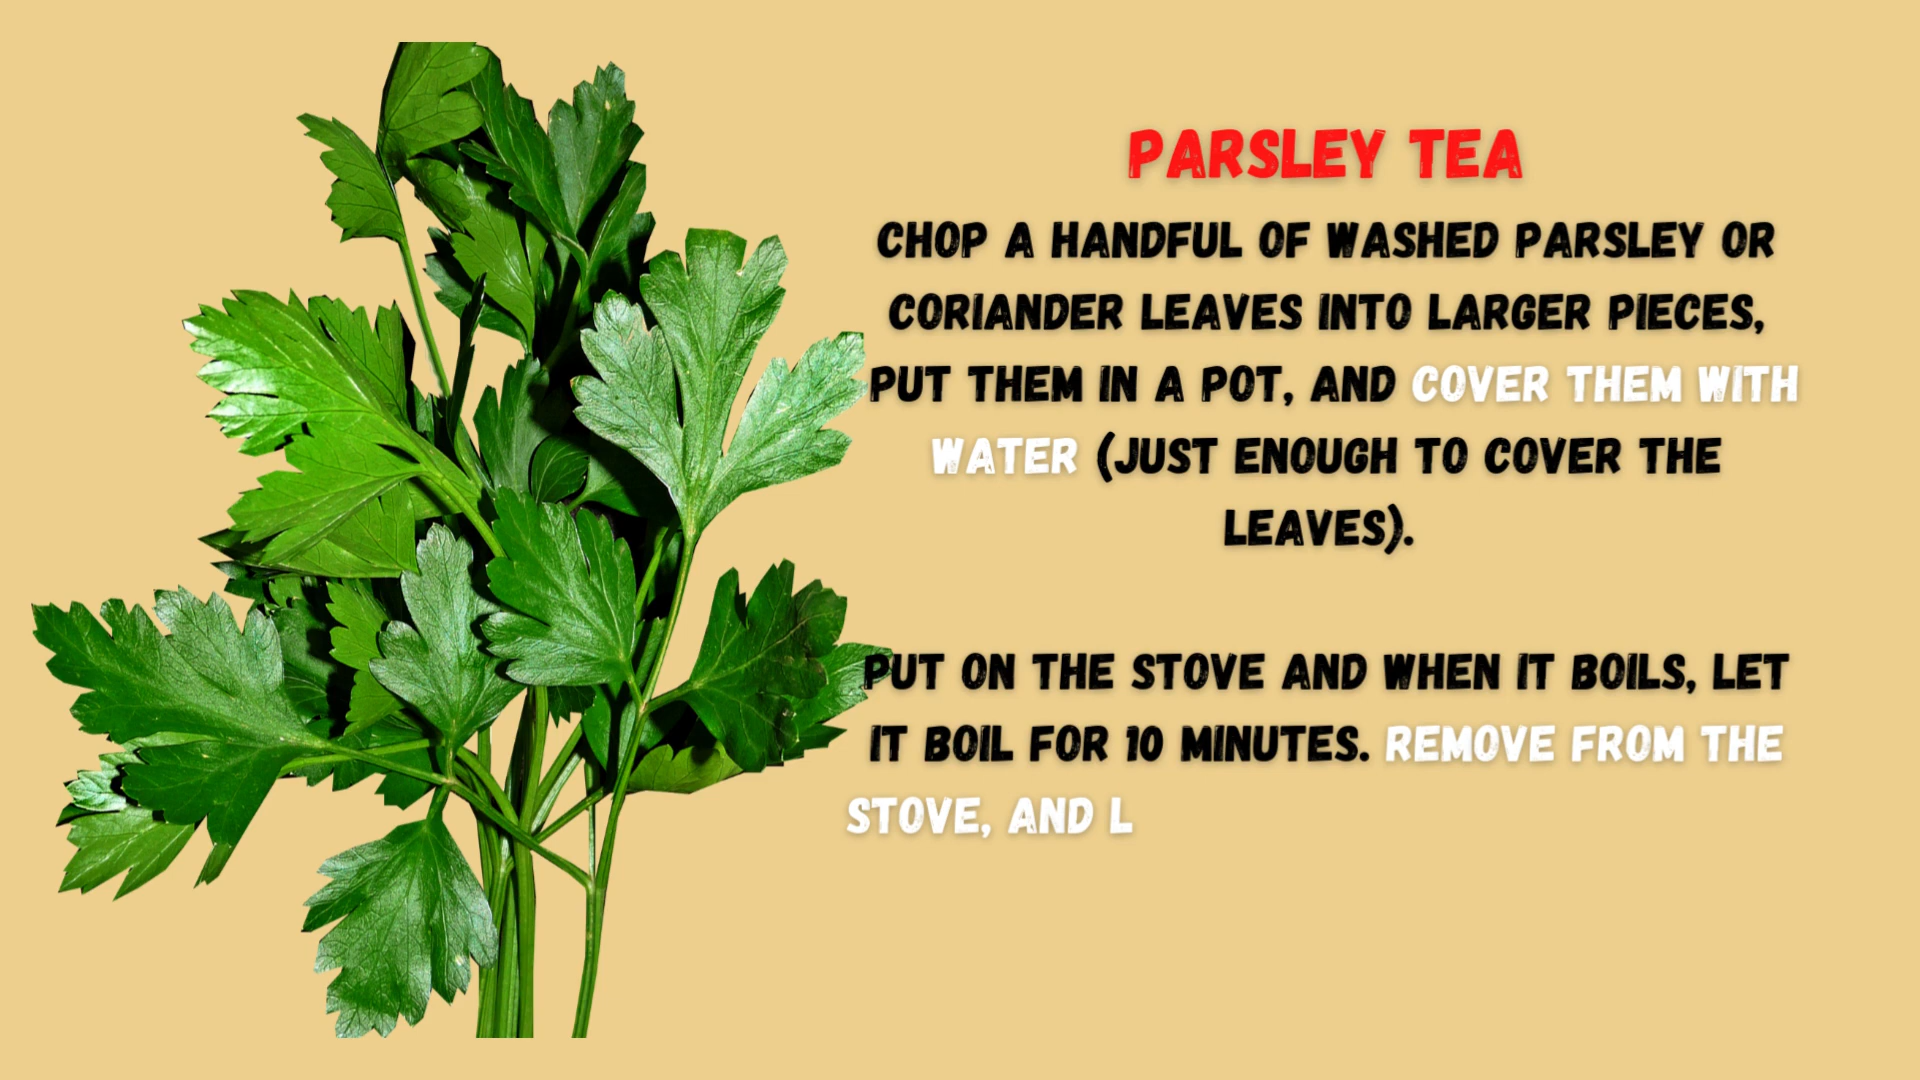 PARSLEY TEA
CHOP A HANDFUL OF WASHED PARSLEY OR
CORIANDER LEAVES INTO LARGER PIECES,
PUT THEM IN A POT, AND COVER THEM WITH
WATER (JUST ENOUGH TO COVER THE
LEAVES).
PUT ON THE STOVE AND WHEN IT BOILS, LET
IT BOIL FOR 10 MINUTES. REMOVE FROM THE
STOVE, AND L